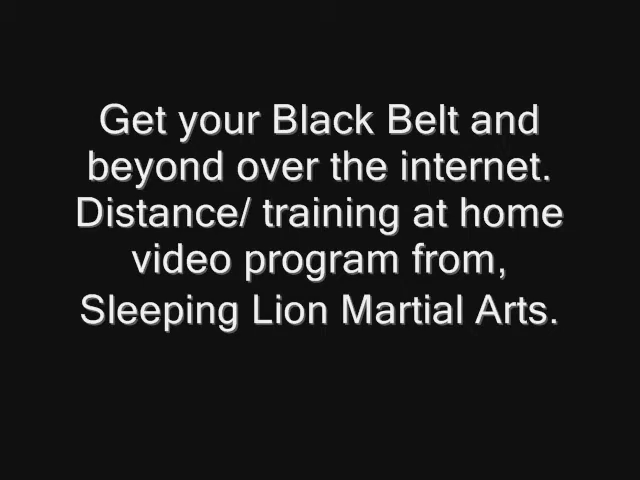 Get your Black Belt and
beyond over the internet.
Distance/ training at home
video program from,
Sleeping Lion Martial Arts.